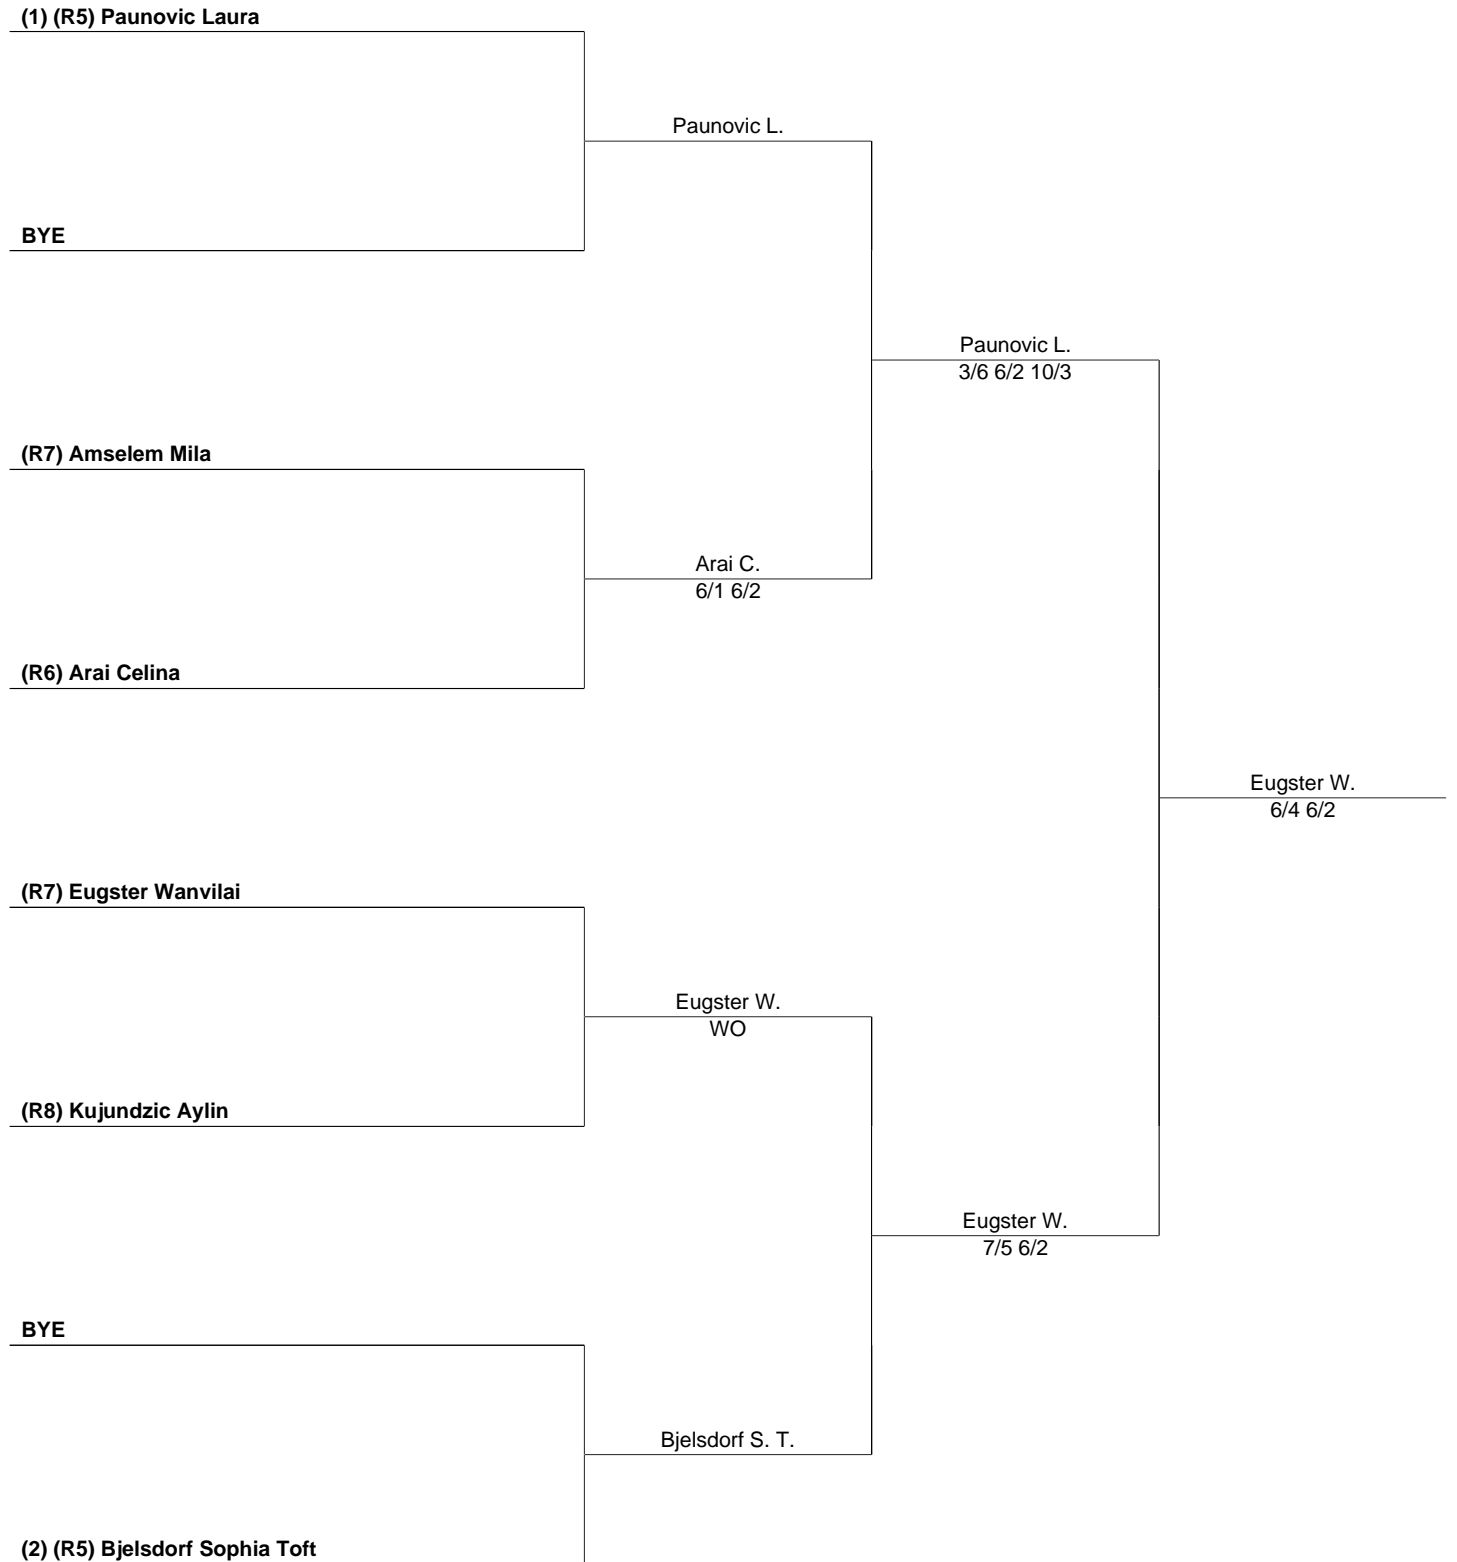 (1) (R5) Paunovic Laura
Paunovic L.
BYE
Paunovic L.
3/6 6/2 10/3
(R7) Amselem Mila
Arai C.
6/1 6/2
(R6) Arai Celina
Eugster W.
6/4 6/2
(R7) Eugster Wanvilai
Eugster W.
WO
(R8) Kujundzic Aylin
Eugster W.
7/5 6/2
BYE
Bjelsdorf S. T.
(2) (R5) Bjelsdorf Sophia Toft